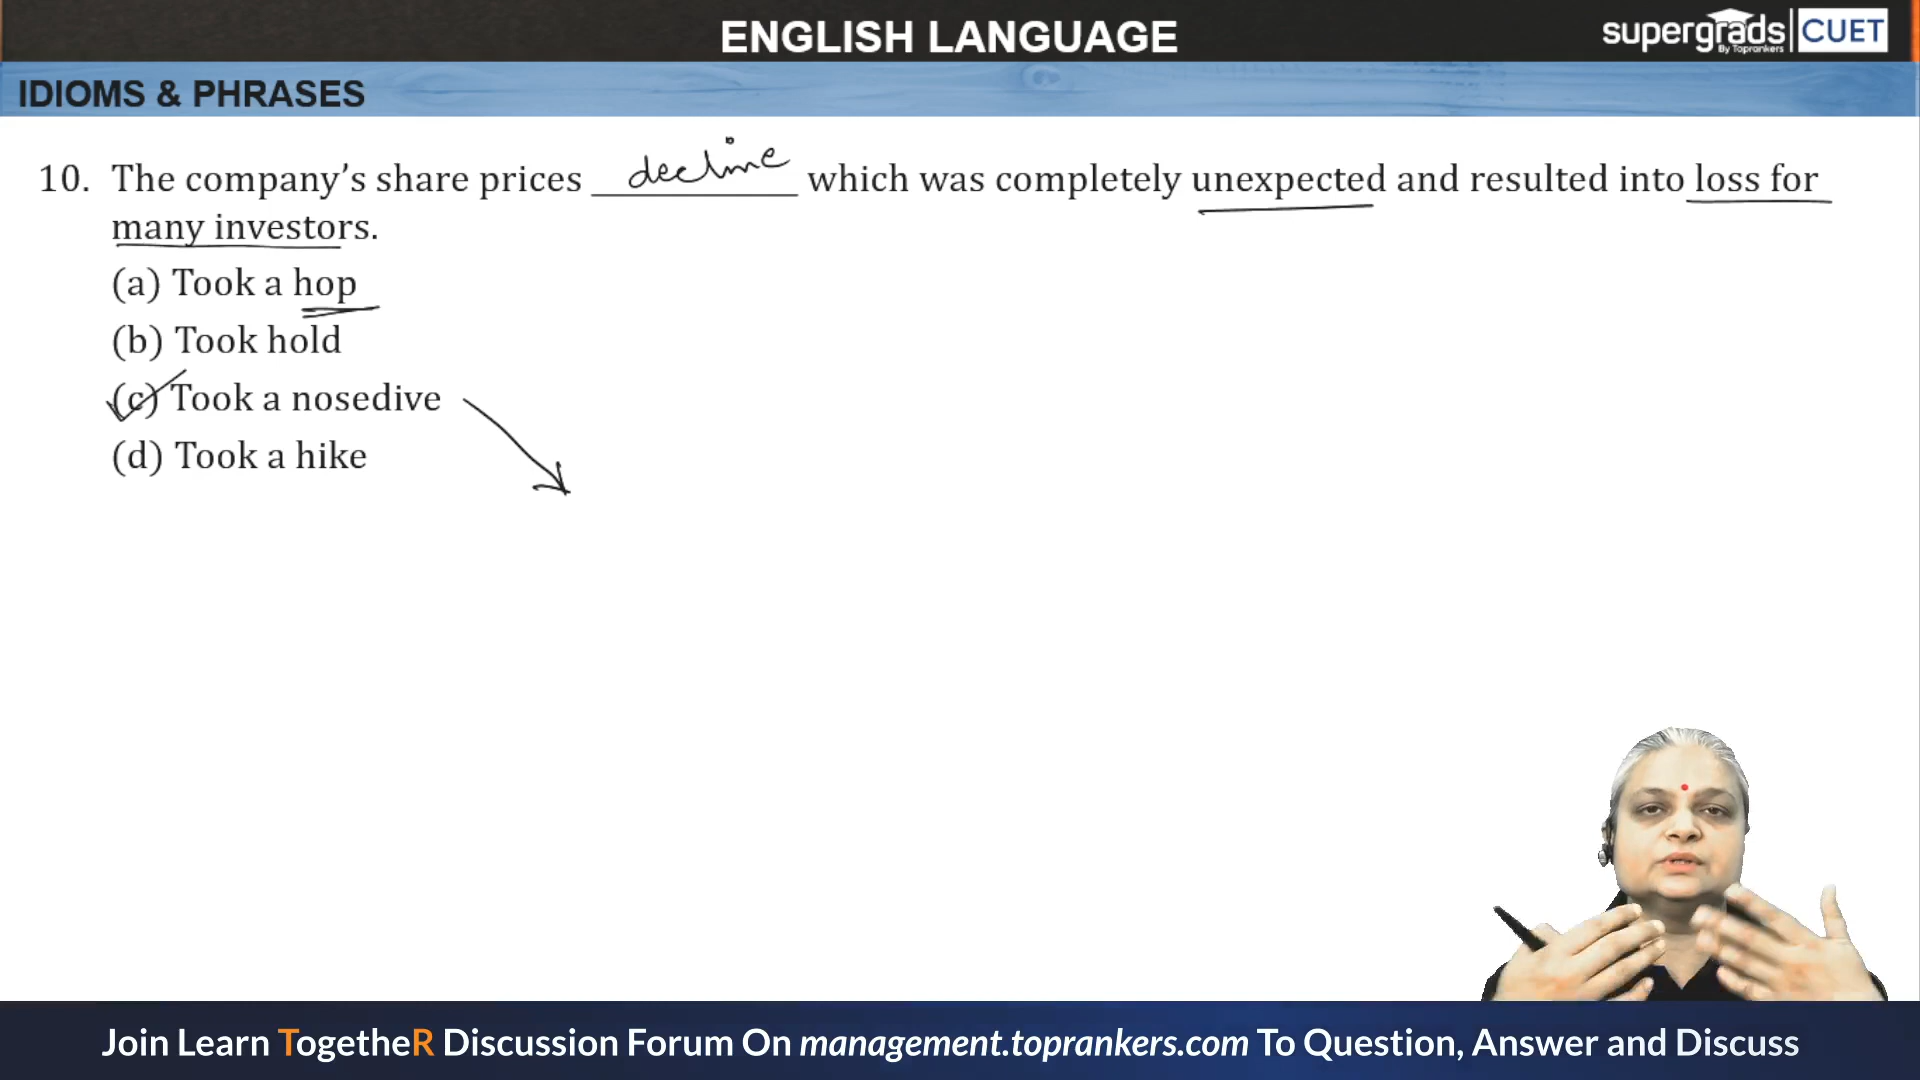 ENGLISH LANGUAGE
supergrads
By Toprankers
CUET
IDIOMS & PHRASES
10. The company’s share prices decline which was completely unexpected and resulted into loss for
many investors.
(a) Took a hop
(b) Took hold
(c) Took a nosedive
(d) Took a hike
Join Learn TogetheR Discussion Forum On management.toprankers.com To Question, Answer and Discuss